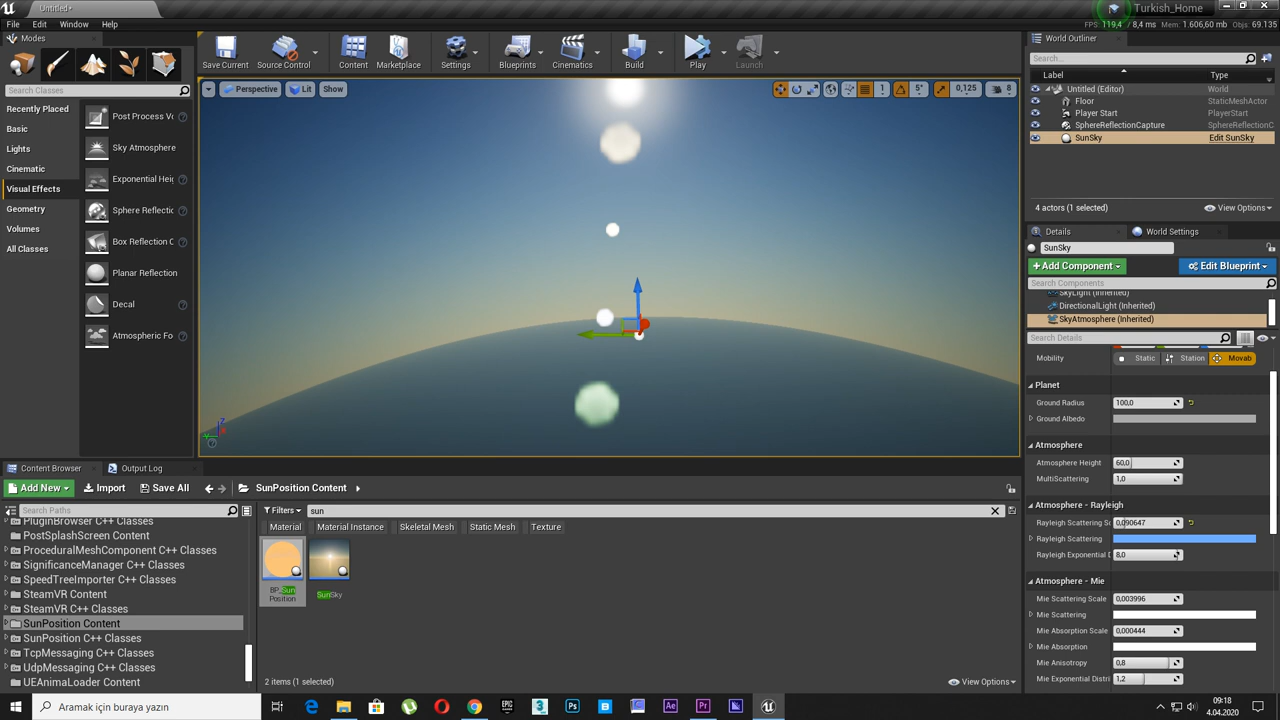 Untitled*
Turkish_Home
File Edit Window Help
FPS: 119,4 / 8,4 ms Mem: 1.606,60 mb Objs: 69.135
Modes
Search Classes
Recently Placed
Basic
Lights
Cinematic
Visual Effects
Geometry
Volumes
All Classes
Post Process Vo
Sky Atmosphere
Exponential Heig
Sphere Reflectio
Box Reflection C
Planar Reflection
Decal
Atmospheric Fo
Save Current Source Control Content Marketplace Settings Blueprints Cinematics Build Play Launch
Perspective Lit Show
1 5° 0,125 8
World Outliner
Search...
Label Type
Untitled (Editor) World
Floor StaticMeshActor
Player Start PlayerStart
SphereReflectionCapture SphereReflectionC
SunSky Edit SunSky
4 actors (1 selected) View Options
Details World Settings
SunSky
+Add Component Edit Blueprint
Search Components
SkyLight (Inherited)
DirectionalLight (Inherited)
SkyAtmosphere (Inherited)
Search Details
Mobility Static Station Movab
Planet
Ground Radius 100,0
Ground Albedo
Atmosphere
Atmosphere Height 60,0
MultiScattering 1,0
Atmosphere - Rayleigh
Rayleigh Scattering Sc 0,090647
Rayleigh Scattering
Rayleigh Exponential D 8,0
Atmosphere - Mie
Mie Scattering Scale 0,003996
Mie Scattering
Mie Absorption Scale 0,000444
Mie Absorption
Mie Anisotropy 0,8
Mie Exponential Distri 1,2
Content Browser Output Log
Add New Import Save All SunPosition Content
Search Paths
PluginBrowser C++ Classes
PostSplashScreen Content
ProceduralMeshComponent C++ Classes
SignificanceManager C++ Classes
SpeedTreeImporter C++ Classes
SteamVR Content
SteamVR C++ Classes
SunPosition Content
SunPosition C++ Classes
TcpMessaging C++ Classes
UdpMessaging C++ Classes
UEAnimaLoader Content
Filters sun
Material Material Instance Skeletal Mesh Static Mesh Texture
BP_Sun
Position
SunSky
2 items (1 selected) View Options
Aramak için buraya yazın
09:18
4.04.2020